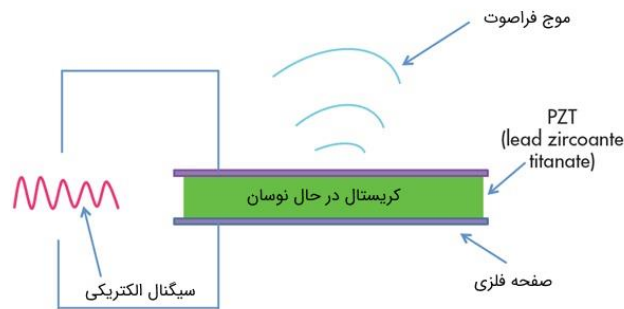 موج فراصوت
PZT
(lead zircoante
titanate)
کریستال در حال نوسان
صفحه فلزی
سیگنال الکتریکی